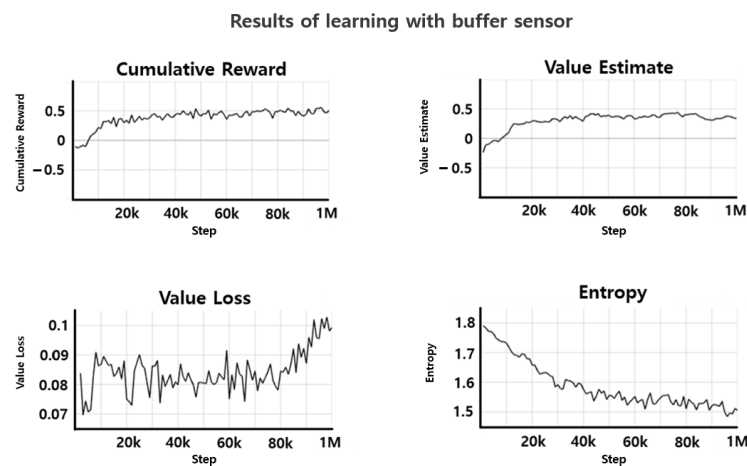 Results of learning with buffer sensor
Cumulative Reward
Cumulative Reward
0.5
0
−0.5
20k 40k 60k 80k 1M
Step
Value Estimate
Value Estimate
0.5
0
−0.5
20k 40k 60k 80k 1M
Step
Value Loss
Value Loss
0.1
0.09
0.08
0.07
20k 40k 60k 80k 1M
Step
Entropy
Entropy
1.8
1.7
1.6
1.5
20k 40k 60k 80k 1M
Step